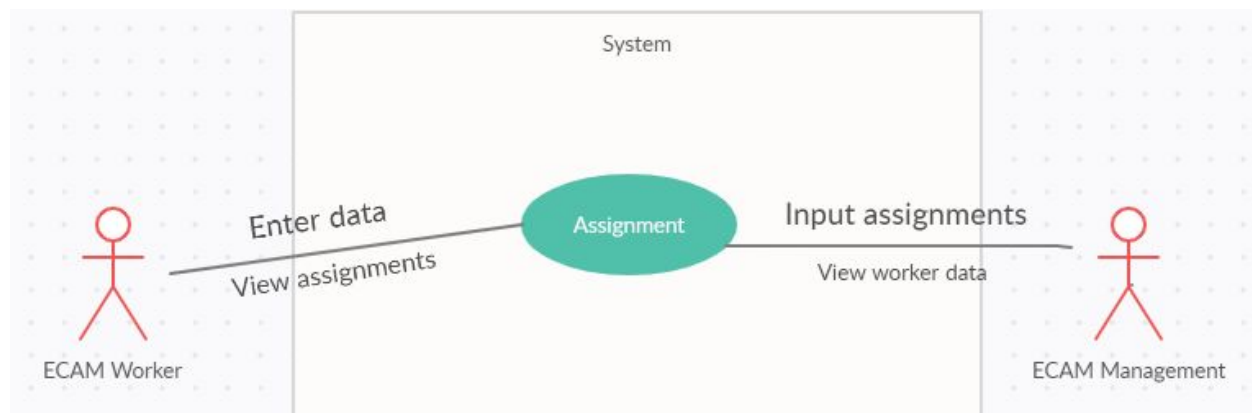 System
Enter data
View assignments
Assignment
Input assignments
View worker data
ECAM Worker
ECAM Management